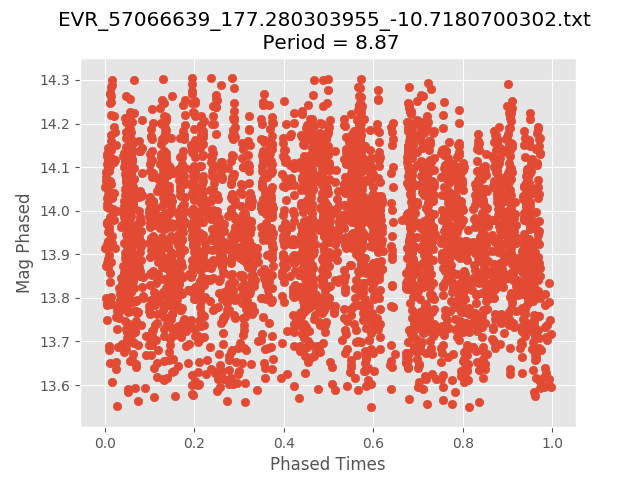 EVR_57066639_177.280303955_-10.7180700302.txt
Period = 8.87
14.3
14.2
14.1
14.0
13.9
13.8
13.7
13.6
Mag Phased
0.0 0.2 0.4 0.6 0.8 1.0
Phased Times